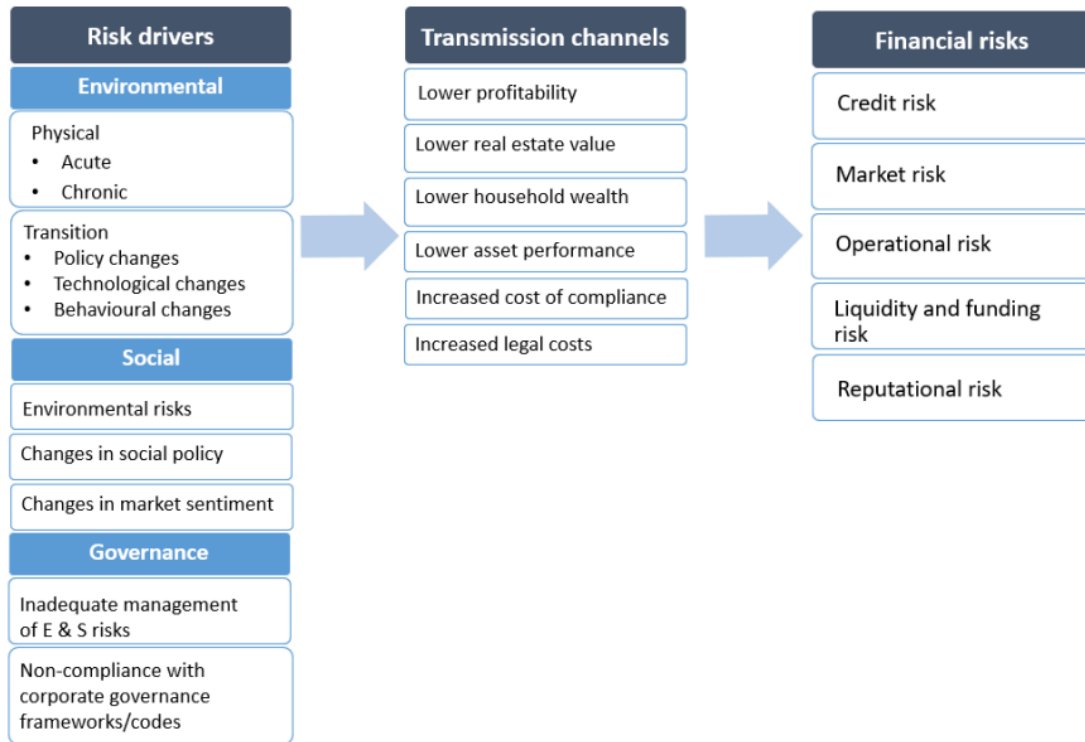 Risk drivers
Environmental
Physical
• Acute
• Chronic
Transition
• Policy changes
• Technological changes
• Behavioural changes
Social
Environmental risks
Changes in social policy
Changes in market sentiment
Governance
Inadequate management
of E & S risks
Non-compliance with
corporate governance
frameworks/codes
Transmission channels
Lower profitability
Lower real estate value
Lower household wealth
Lower asset performance
Increased cost of compliance
Increased legal costs
Financial risks
Credit risk
Market risk
Operational risk
Liquidity and funding
risk
Reputational risk